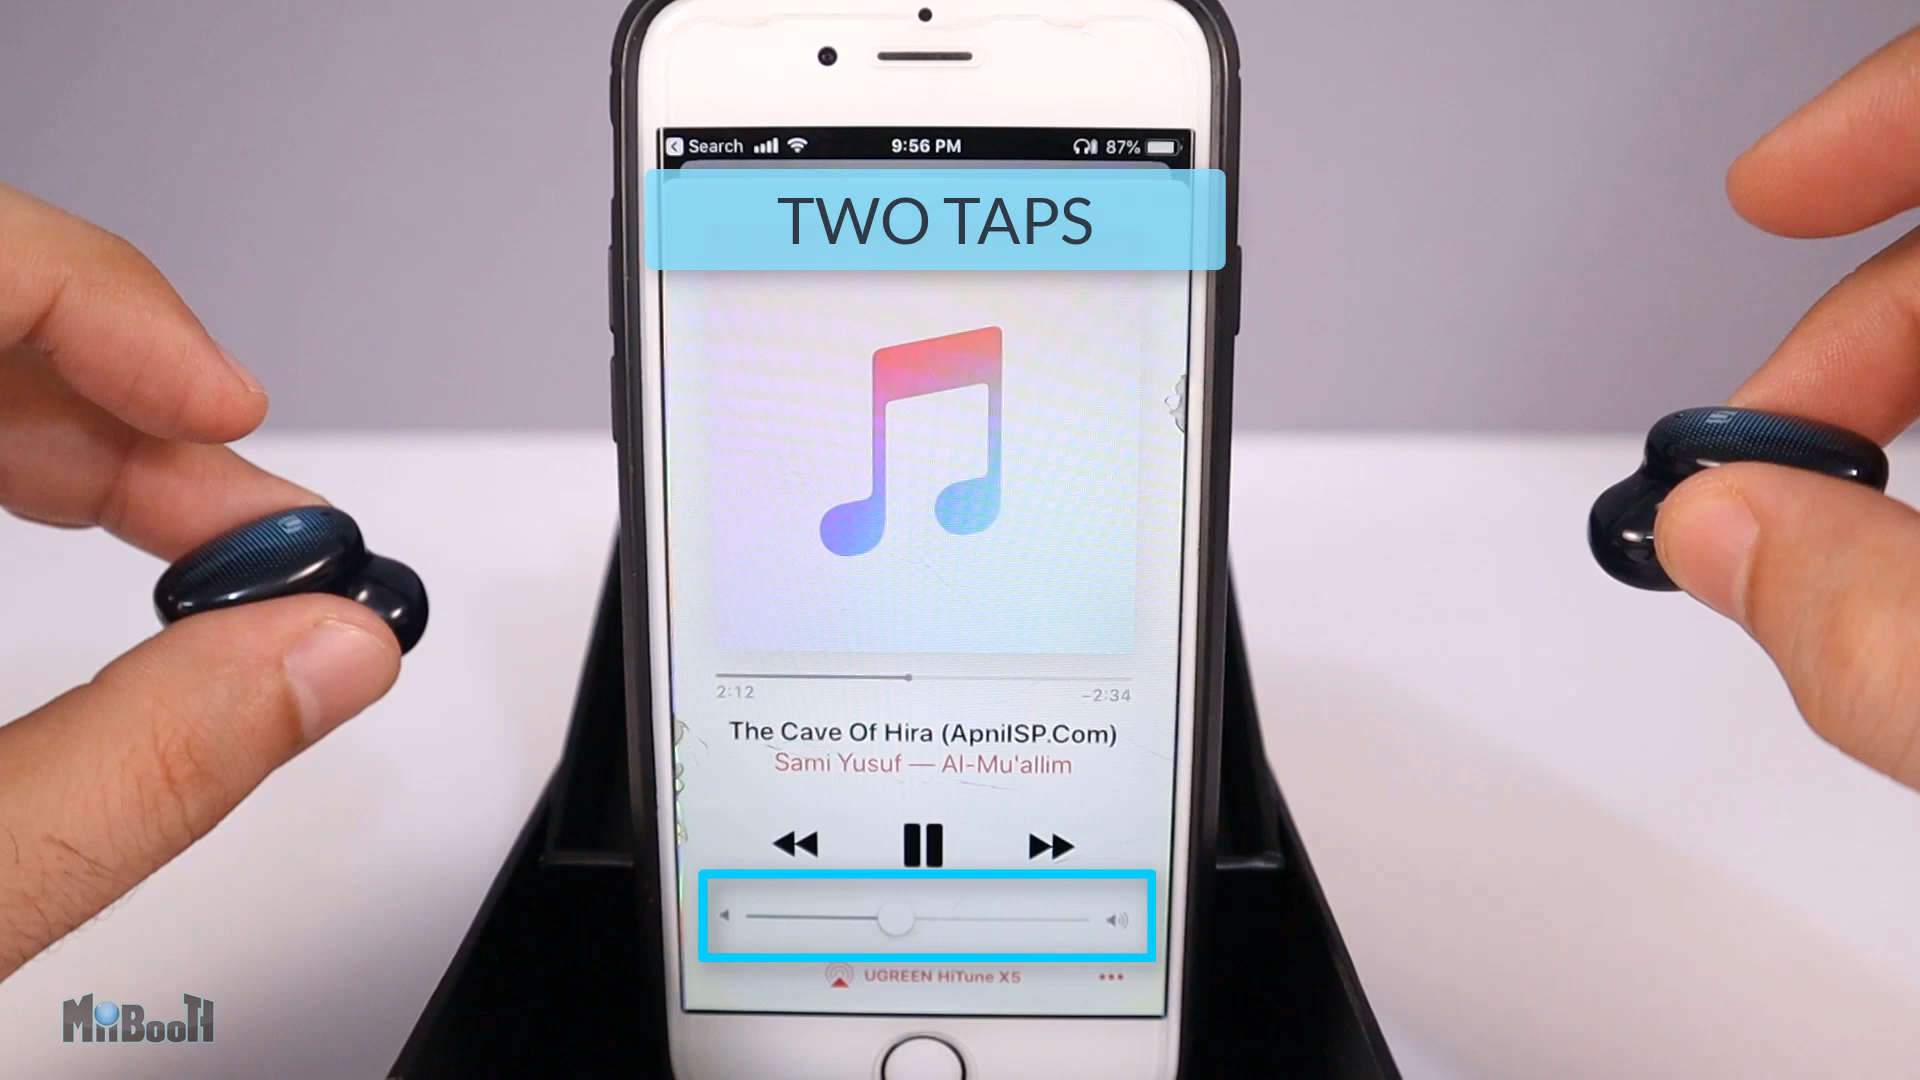 Search 9:56 PM 87%
TWO TAPS
2:12 -2:34
The Cave Of Hira (ApniISP.Com)
Sami Yusuf — Al-Mu'allim
UGREEN HiTune X5
MiiBooTH